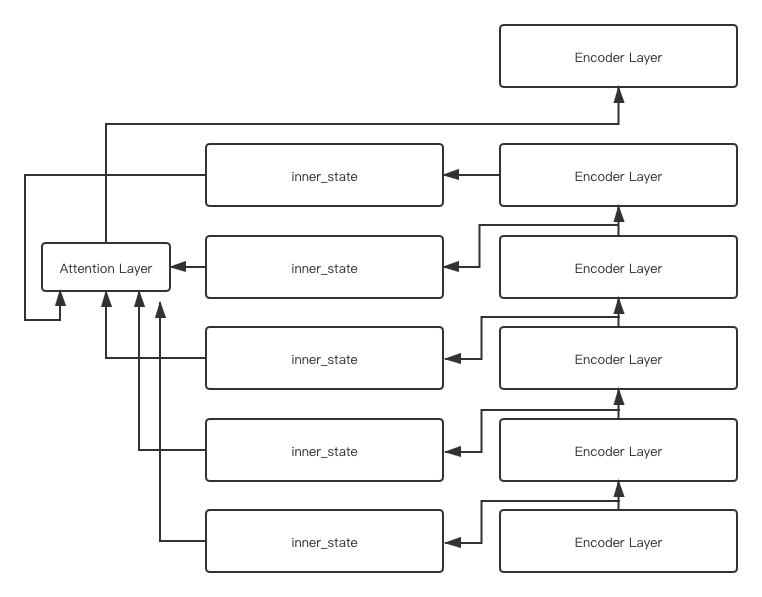 Encoder Layer
inner_state
Encoder Layer
Attention Layer
inner_state
Encoder Layer
inner_state
Encoder Layer
inner_state
Encoder Layer
inner_state
Encoder Layer